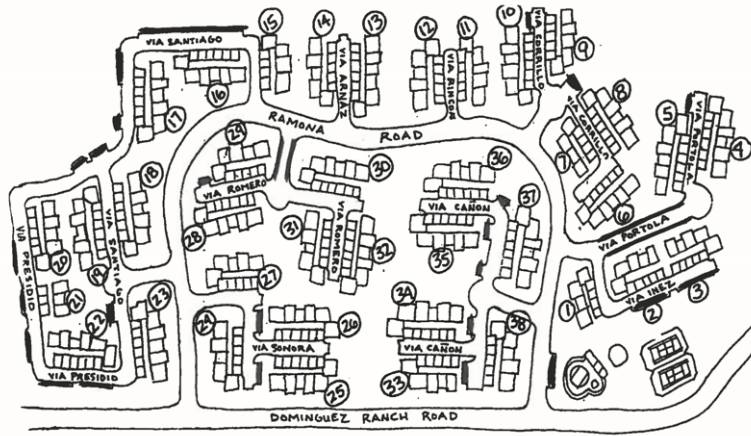 15
14
13
12
11
10
9
VIA SANTIAGO
VIA ARNAZ
VIA RINCON
VIA CORRILLO
16
17
8
VIA CORRILLO
7
5
4
VIA PORTOLA
RAMONA
ROAD
29
30
36
18
VIA ROMERO
VIA CAÑON
37
6
VIA PRESIDIO
VIA SANTIAGO
28
31
VIA ROMERO
32
35
VIA PORTOLA
20
19
21
27
1
VIA INEZ
2
3
22
23
24
26
34
38
VIA SONORA
VIA CAÑON
VIA PRESIDIO
25
33
DOMINGUEZ RANCH ROAD